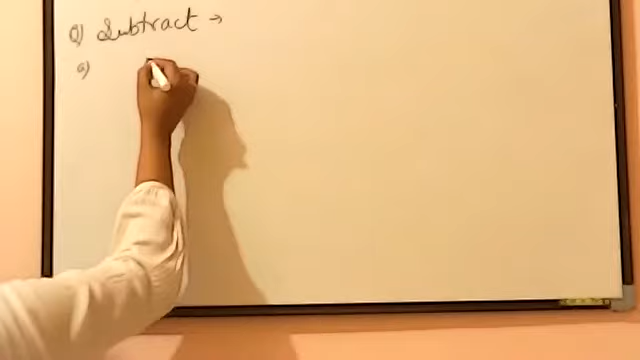 Q) Subtract →
a)